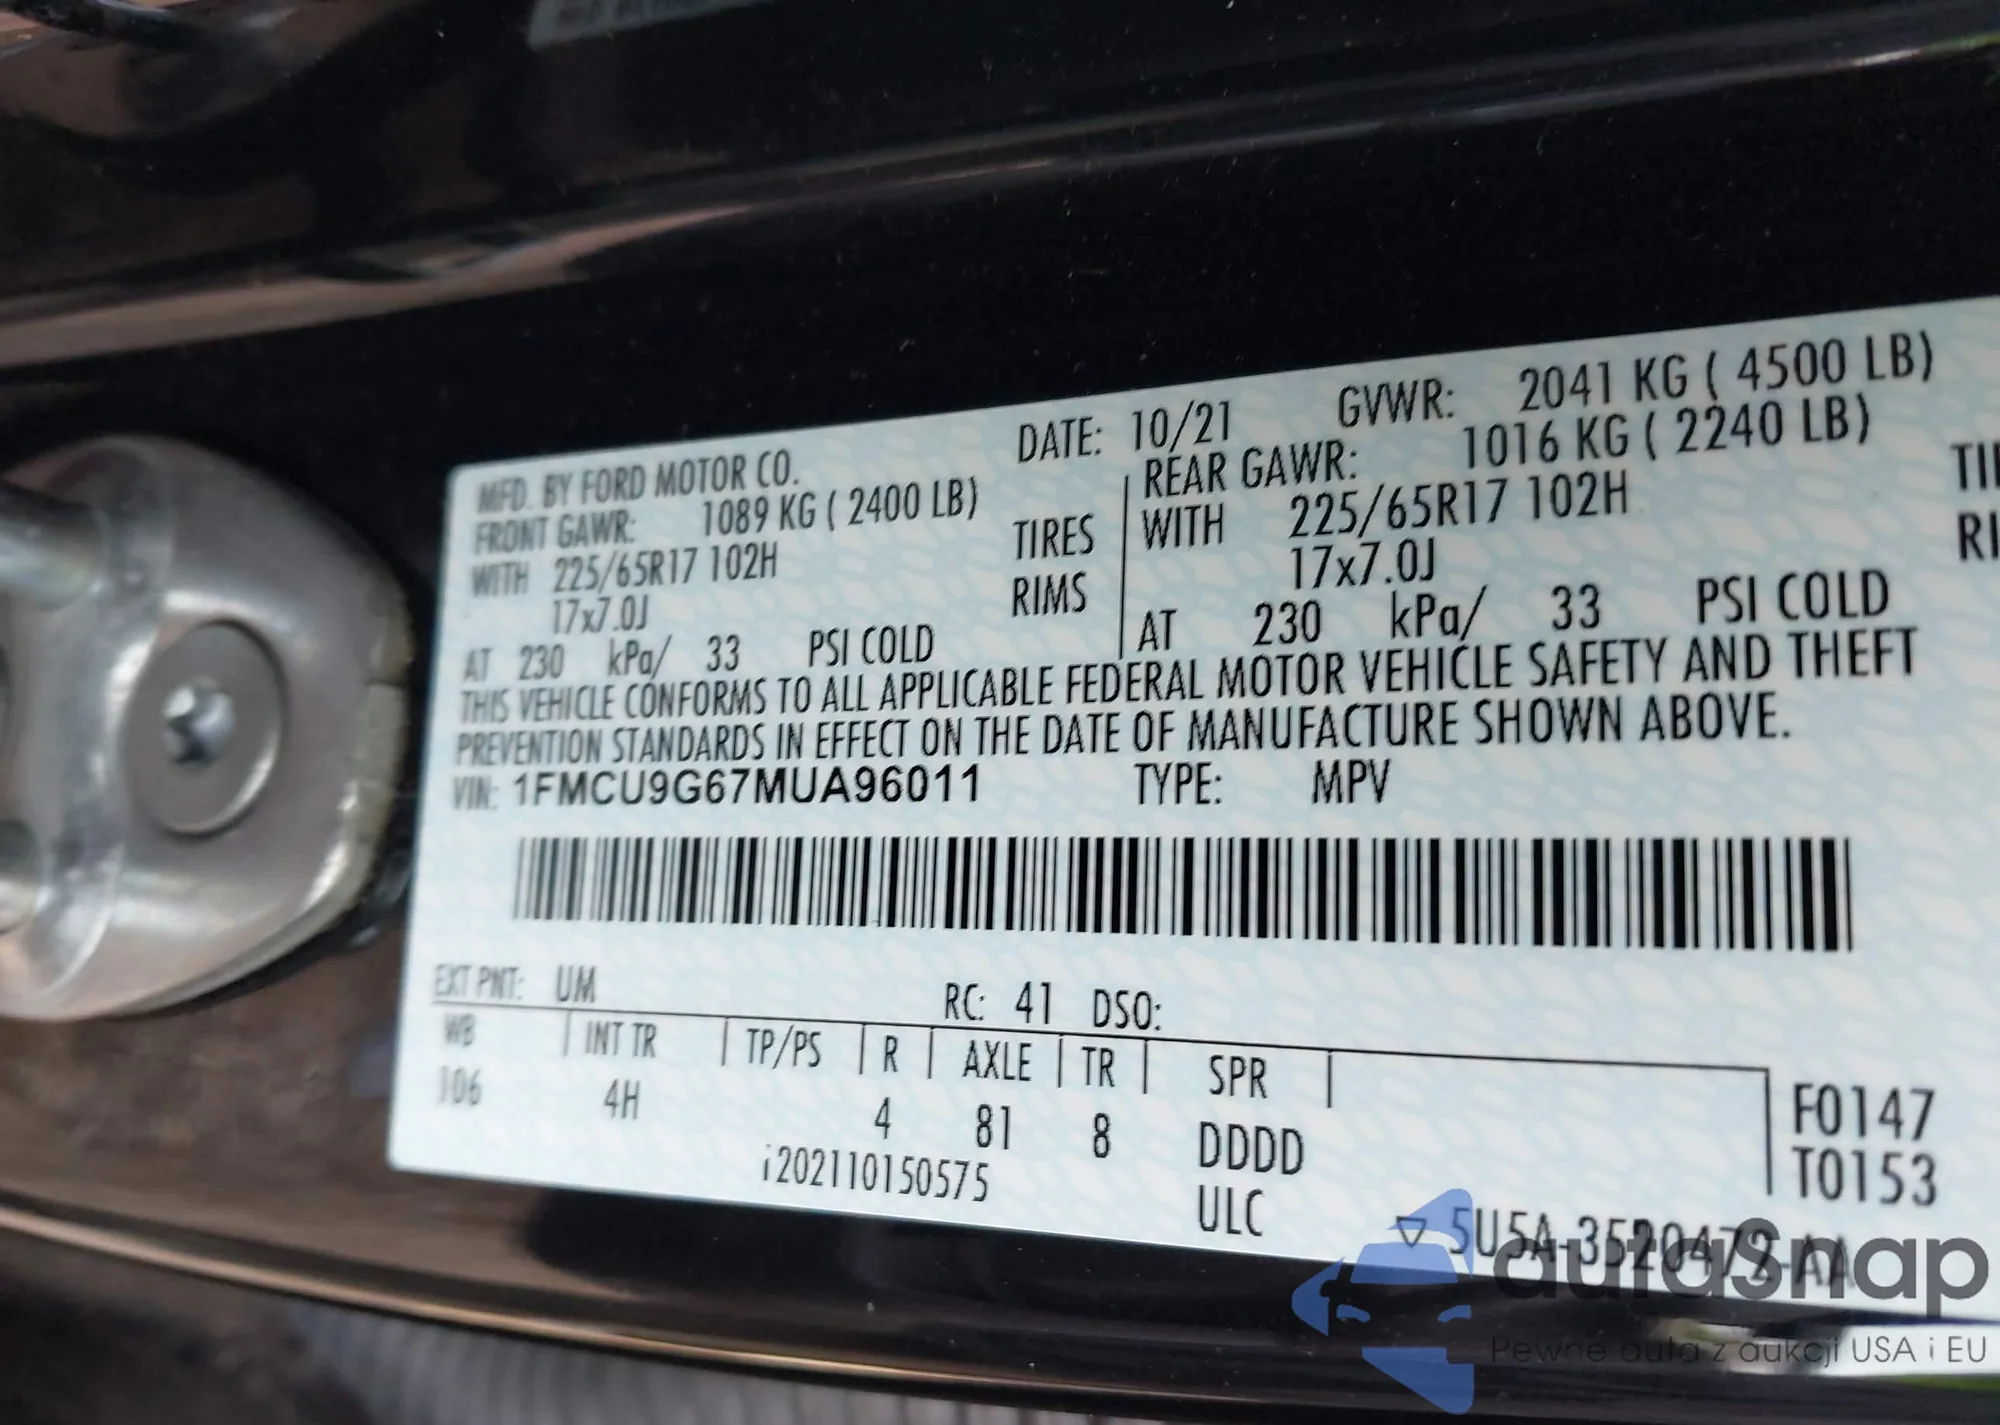 MFD. BY FORD MOTOR CO. DATE: 10/21 GVWR: 2041 KG ( 4500 LB)
FRONT GAWR: 1089 KG ( 2400 LB) REAR GAWR: 1016 KG ( 2240 LB)
WITH 225/65R17 102H TIRES WITH 225/65R17 102H
17x7.0J RIMS 17x7.0J
AT 230 kPa/ 33 PSI COLD AT 230 kPa/ 33 PSI COLD
THIS VEHICLE CONFORMS TO ALL APPLICABLE FEDERAL MOTOR VEHICLE SAFETY AND THEFT
PREVENTION STANDARDS IN EFFECT ON THE DATE OF MANUFACTURE SHOWN ABOVE.
VIN: 1FMCU9G67MUA96011 TYPE: MPV
EXT PNT: UM RC: 41 DSO:
WB INT TR TP/PS R AXLE TR SPR
106 4H 4 81 8 DDDD
i202110150575 ULC
F0147
T0153
▽ 5U5A-3520472-AA
autasnap
Pewne auta z aukcji USA i EU